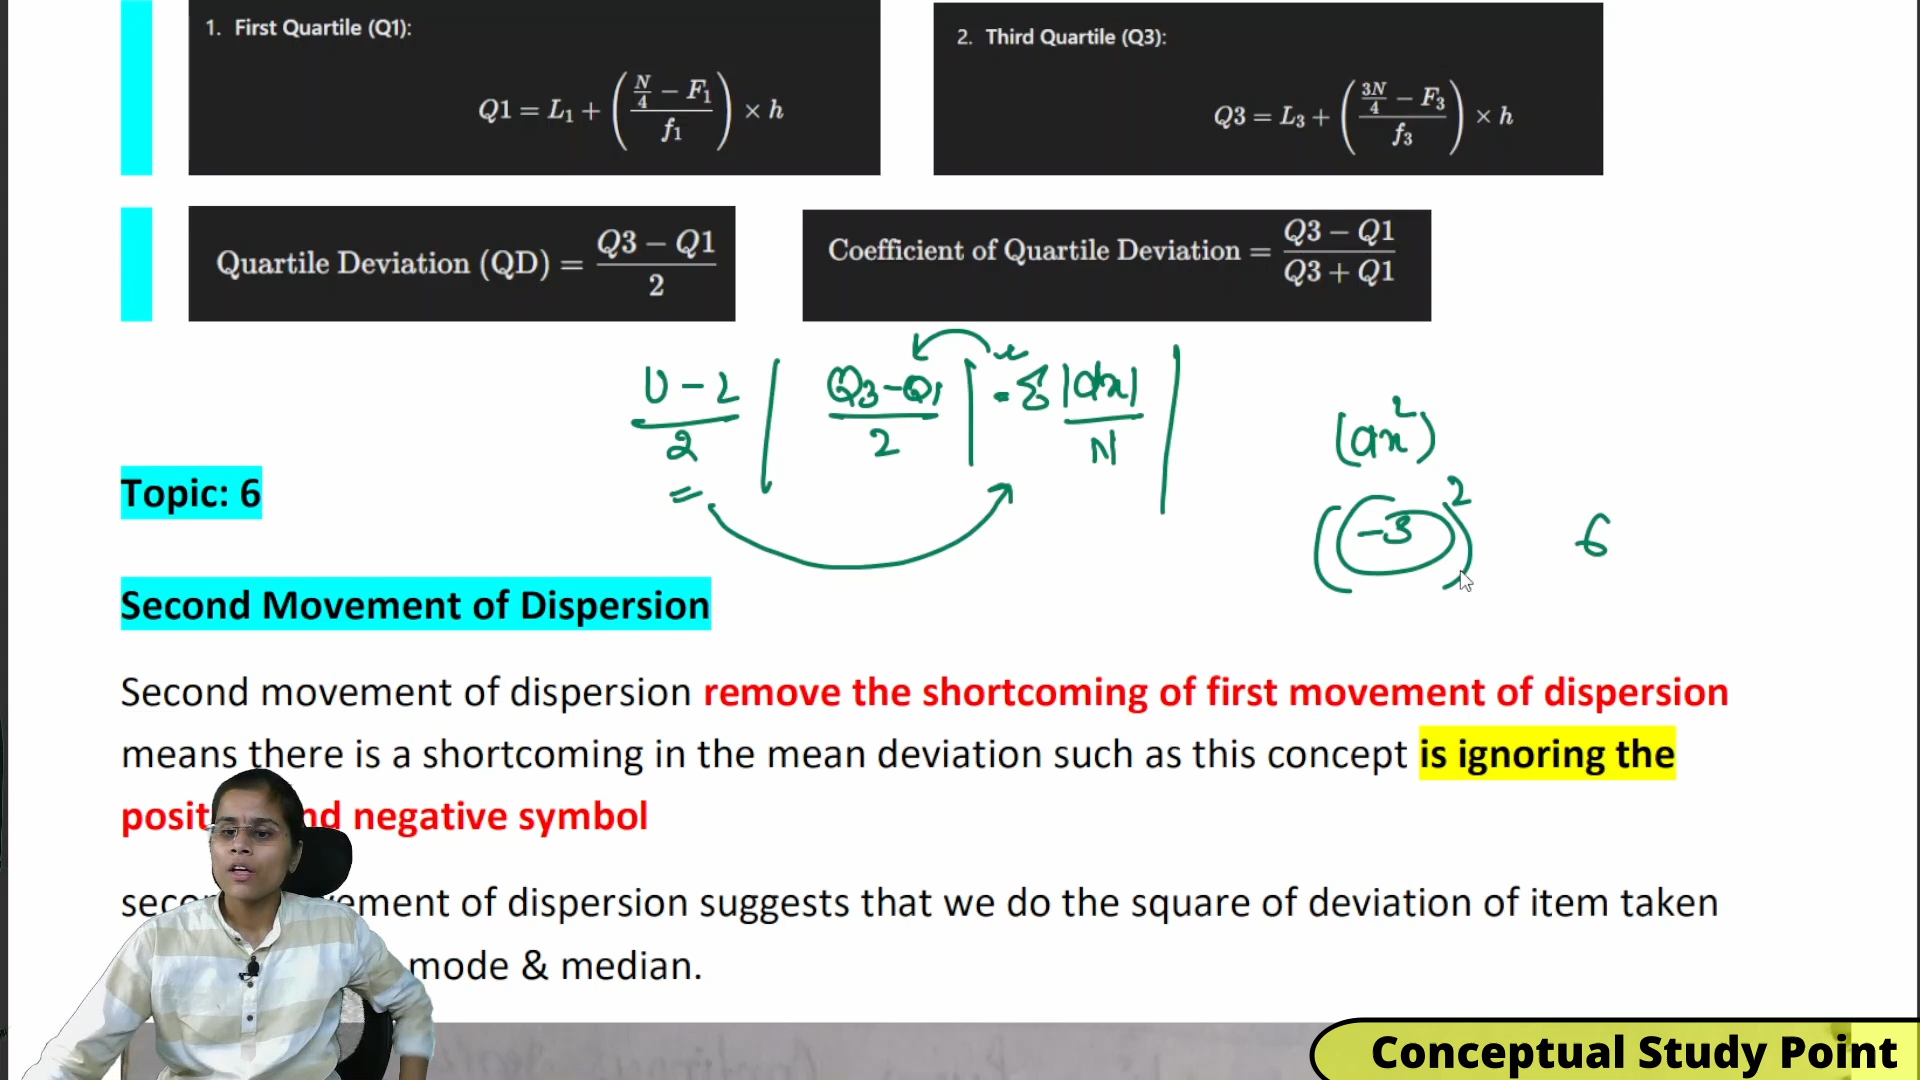 1. First Quartile (Q1):
Q1 = L₁ + ( (N/4 − F₁) / f₁ ) × h
2. Third Quartile (Q3):
Q3 = L₃ + ( (3N/4 − F₃) / f₃ ) × h
Quartile Deviation (QD) = (Q3 − Q1) / 2
Coefficient of Quartile Deviation = (Q3 − Q1) / (Q3 + Q1)
Q₃ − Q₁ / 2
Σ |dx| / N
(−3)²
6
Topic: 6
Second Movement of Dispersion
Second movement of dispersion remove the shortcoming of first movement of dispersion
means there is a shortcoming in the mean deviation such as this concept is ignoring the
negative symbol
of dispersion suggests that we do the square of deviation of item taken
mode & median.
Conceptual Study Point